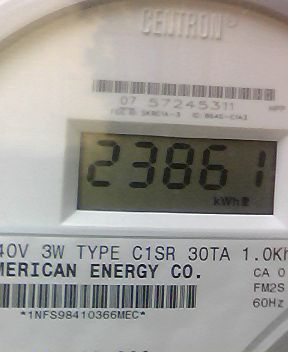 CENTRON
07 57245311
23861
kWh
40V 3W TYPE C1SR 30TA 1.0Kh
MERICAN ENERGY CO.
CA 0
FM2S
60Hz
*1NFS98410366MEC*